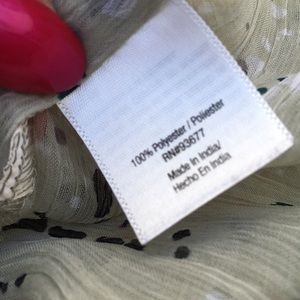 100% Polyester / Poliester
RN#93677
Made In India/
Hecho En India